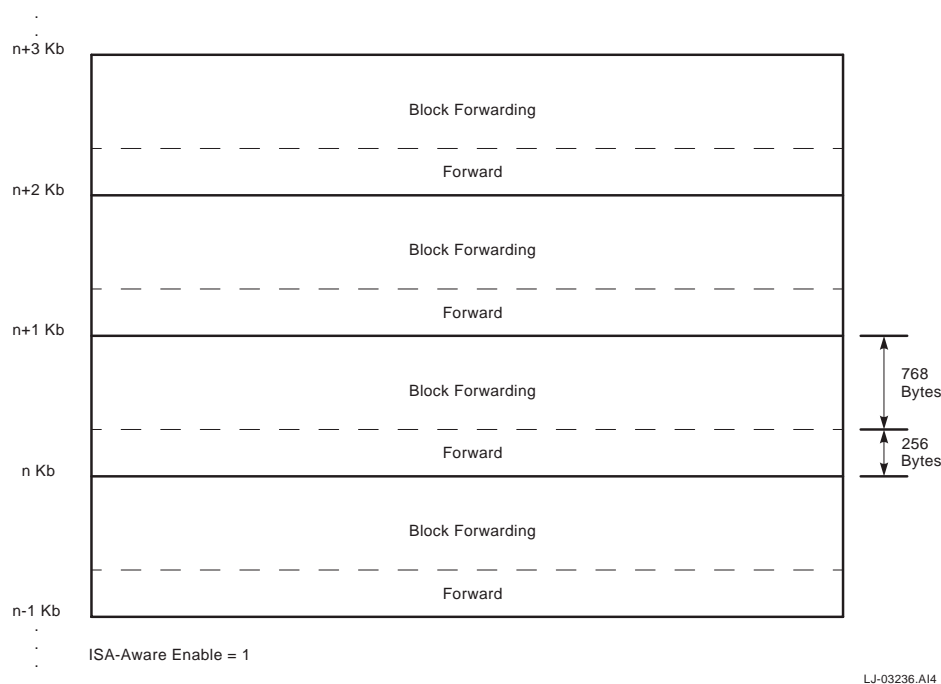 n+3 Kb
Block Forwarding
Forward
n+2 Kb
Block Forwarding
Forward
n+1 Kb
Block Forwarding
768
Bytes
Forward
256
Bytes
n Kb
Block Forwarding
Forward
n-1 Kb
ISA-Aware Enable = 1
LJ-03236.AI4